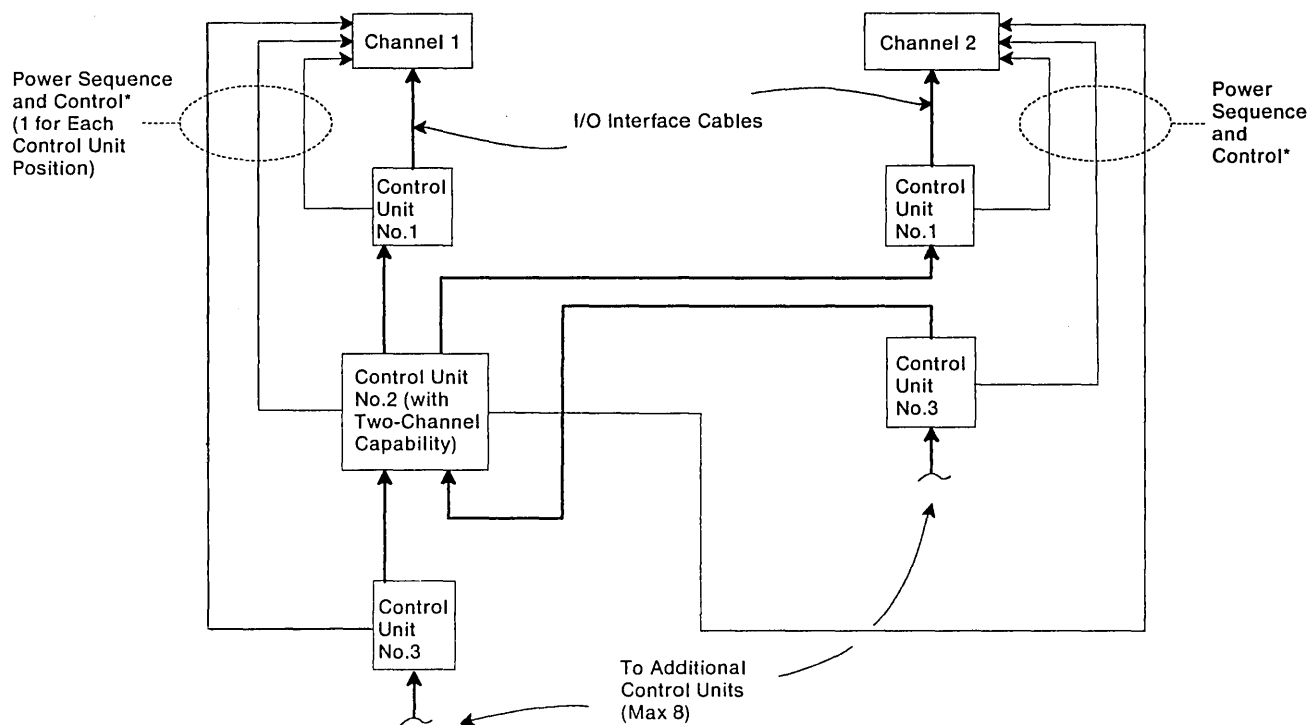 Channel 1
Channel 2
Power Sequence
and Control*
(1 for Each
Control Unit
Position)
I/O Interface Cables
Power
Sequence
and
Control*
Control
Unit
No.1
Control
Unit
No.1
Control Unit
No.2 (with
Two-Channel
Capability)
Control
Unit
No.3
Control
Unit
No.3
To Additional
Control Units
(Max 8)